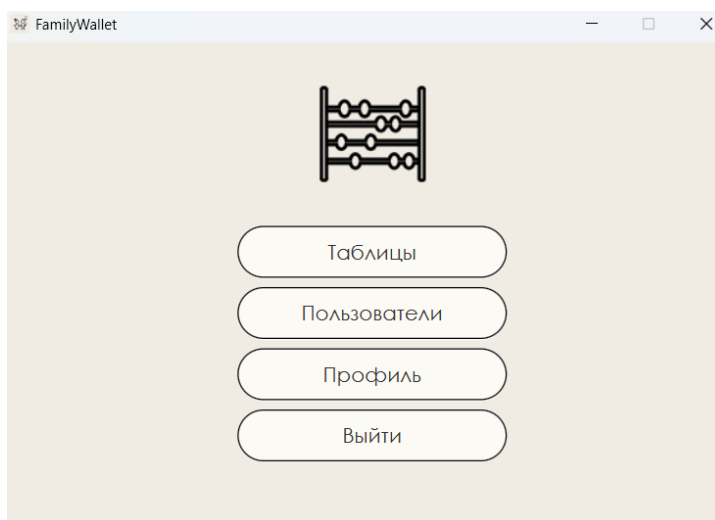 FamilyWallet
Таблицы
Пользователи
Профиль
Выйти